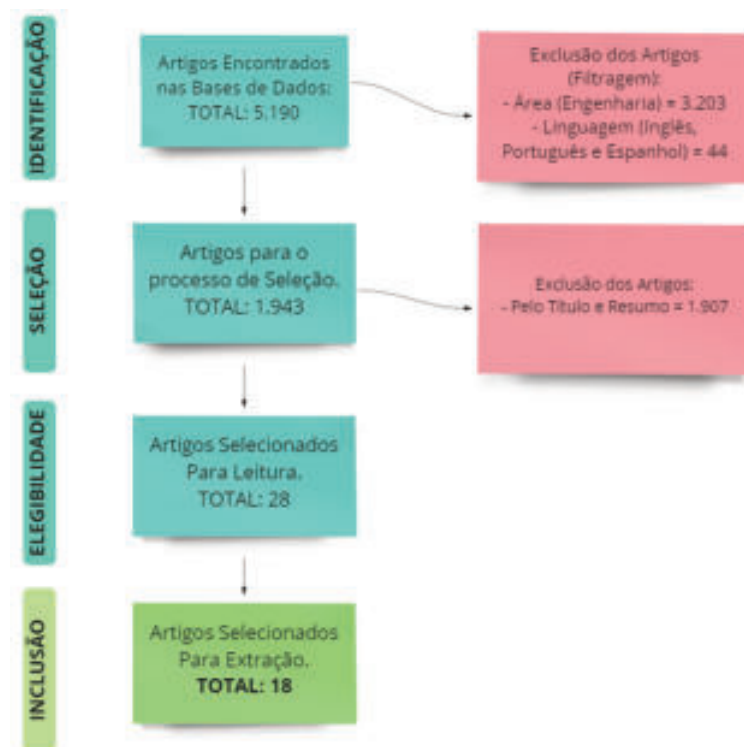 IDENTIFICAÇÃO
Artigos Encontrados
nas Bases de Dados:
TOTAL: 5.190
Exclusão dos Artigos
(Filtragem):
- Área (Engenharia) = 3.203
- Linguagem (Inglês,
Português e Espanhol) = 44
SELEÇÃO
Artigos para o
processo de Seleção.
TOTAL: 1.943
Exclusão dos Artigos:
- Pelo Título e Resumo = 1.907
ELEGIBILIDADE
Artigos Selecionados
Para Leitura.
TOTAL: 28
INCLUSÃO
Artigos Selecionados
Para Extração.
TOTAL: 18